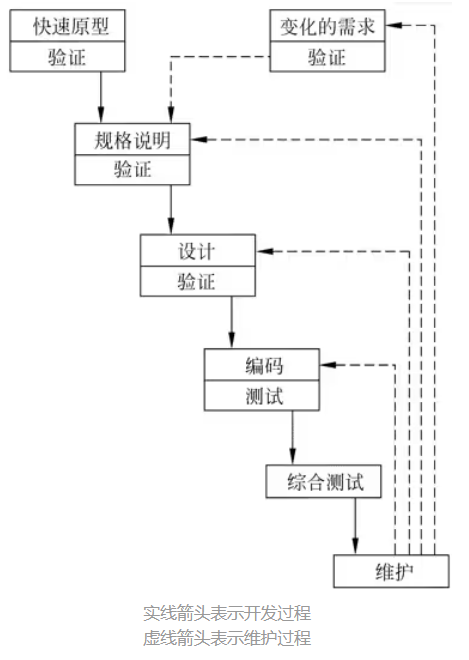 快速原型
验证
变化的需求
验证
规格说明
验证
设计
验证
编码
测试
综合测试
维护
实线箭头表示开发过程
虚线箭头表示维护过程